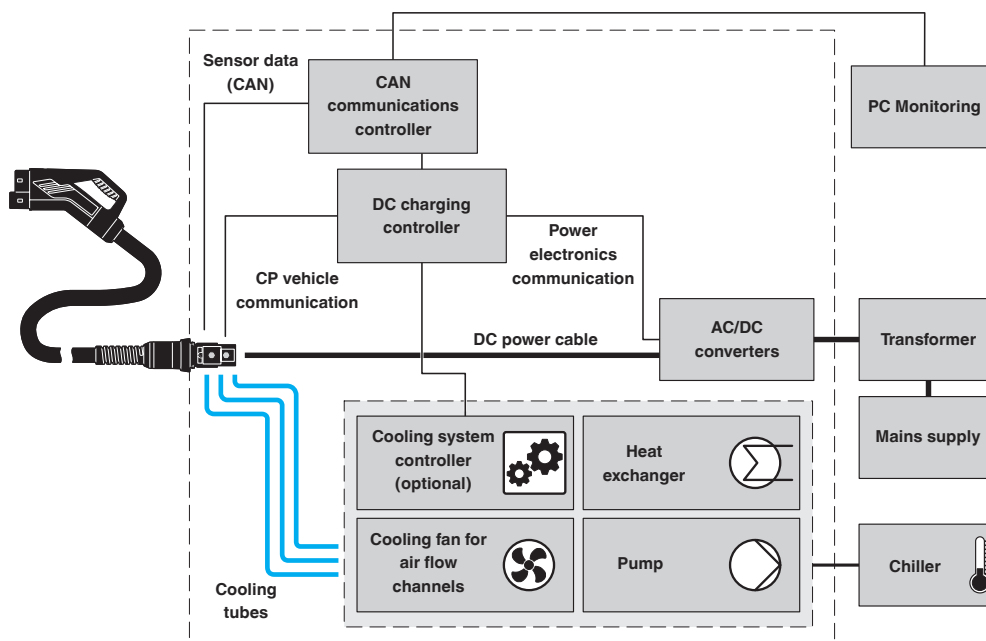 Sensor data
(CAN)
CAN
communications
controller
PC Monitoring
DC charging
controller
Power
electronics
communication
CP vehicle
communication
DC power cable
AC/DC
converters
Transformer
Mains supply
Cooling system
controller
(optional)
Heat
exchanger
Cooling fan for
air flow
channels
Pump
Chiller
Cooling
tubes